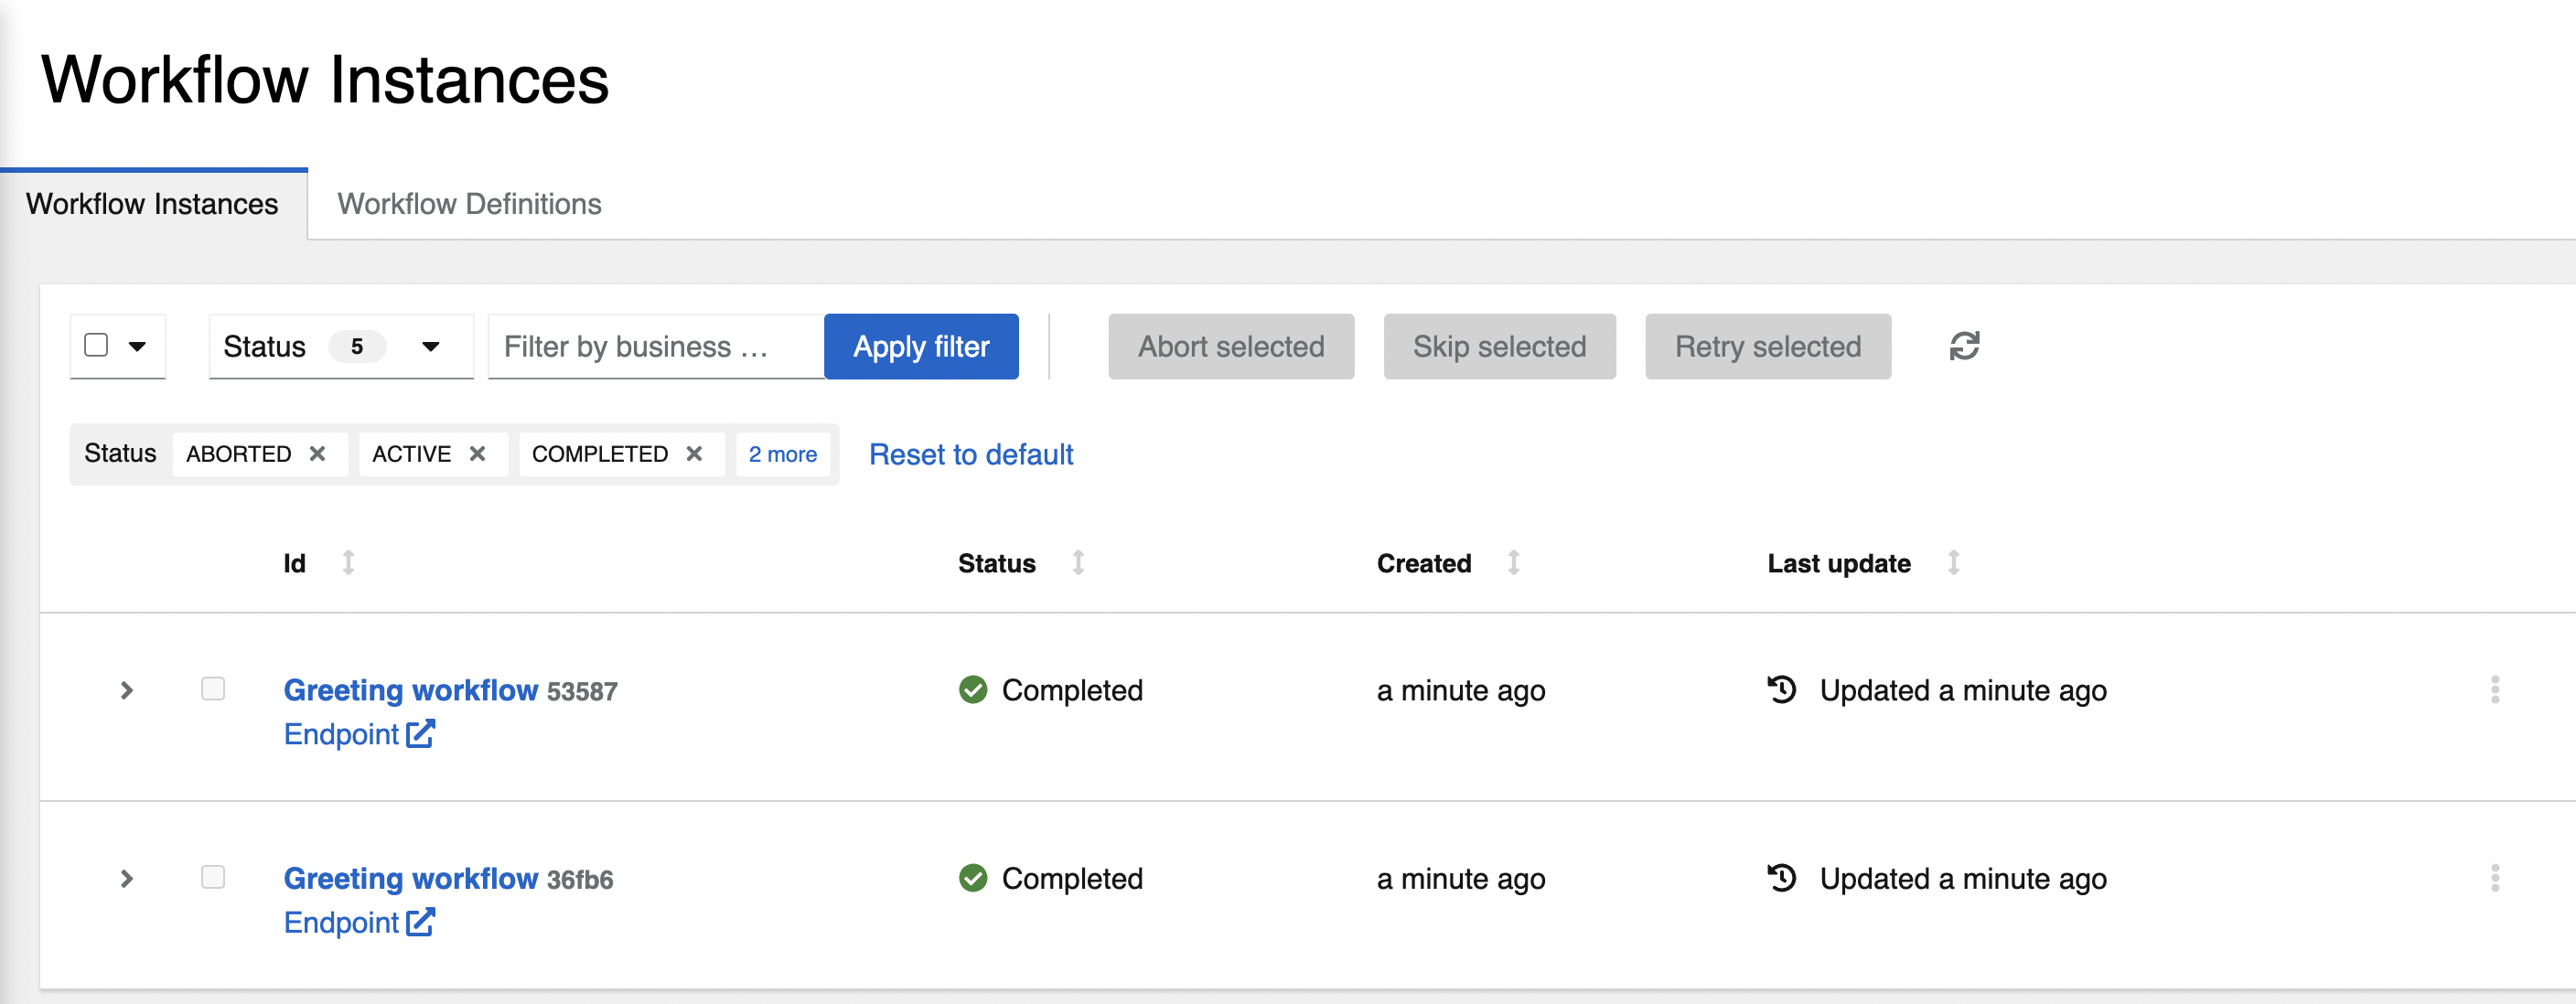 Workflow Instances
Workflow Instances Workflow Definitions
Status 5 Filter by business … Apply filter Abort selected Skip selected Retry selected
Status ABORTED ACTIVE COMPLETED 2 more Reset to default
Id Status Created Last update
Greeting workflow 53587 Completed a minute ago Updated a minute ago
Endpoint
Greeting workflow 36fb6 Completed a minute ago Updated a minute ago
Endpoint